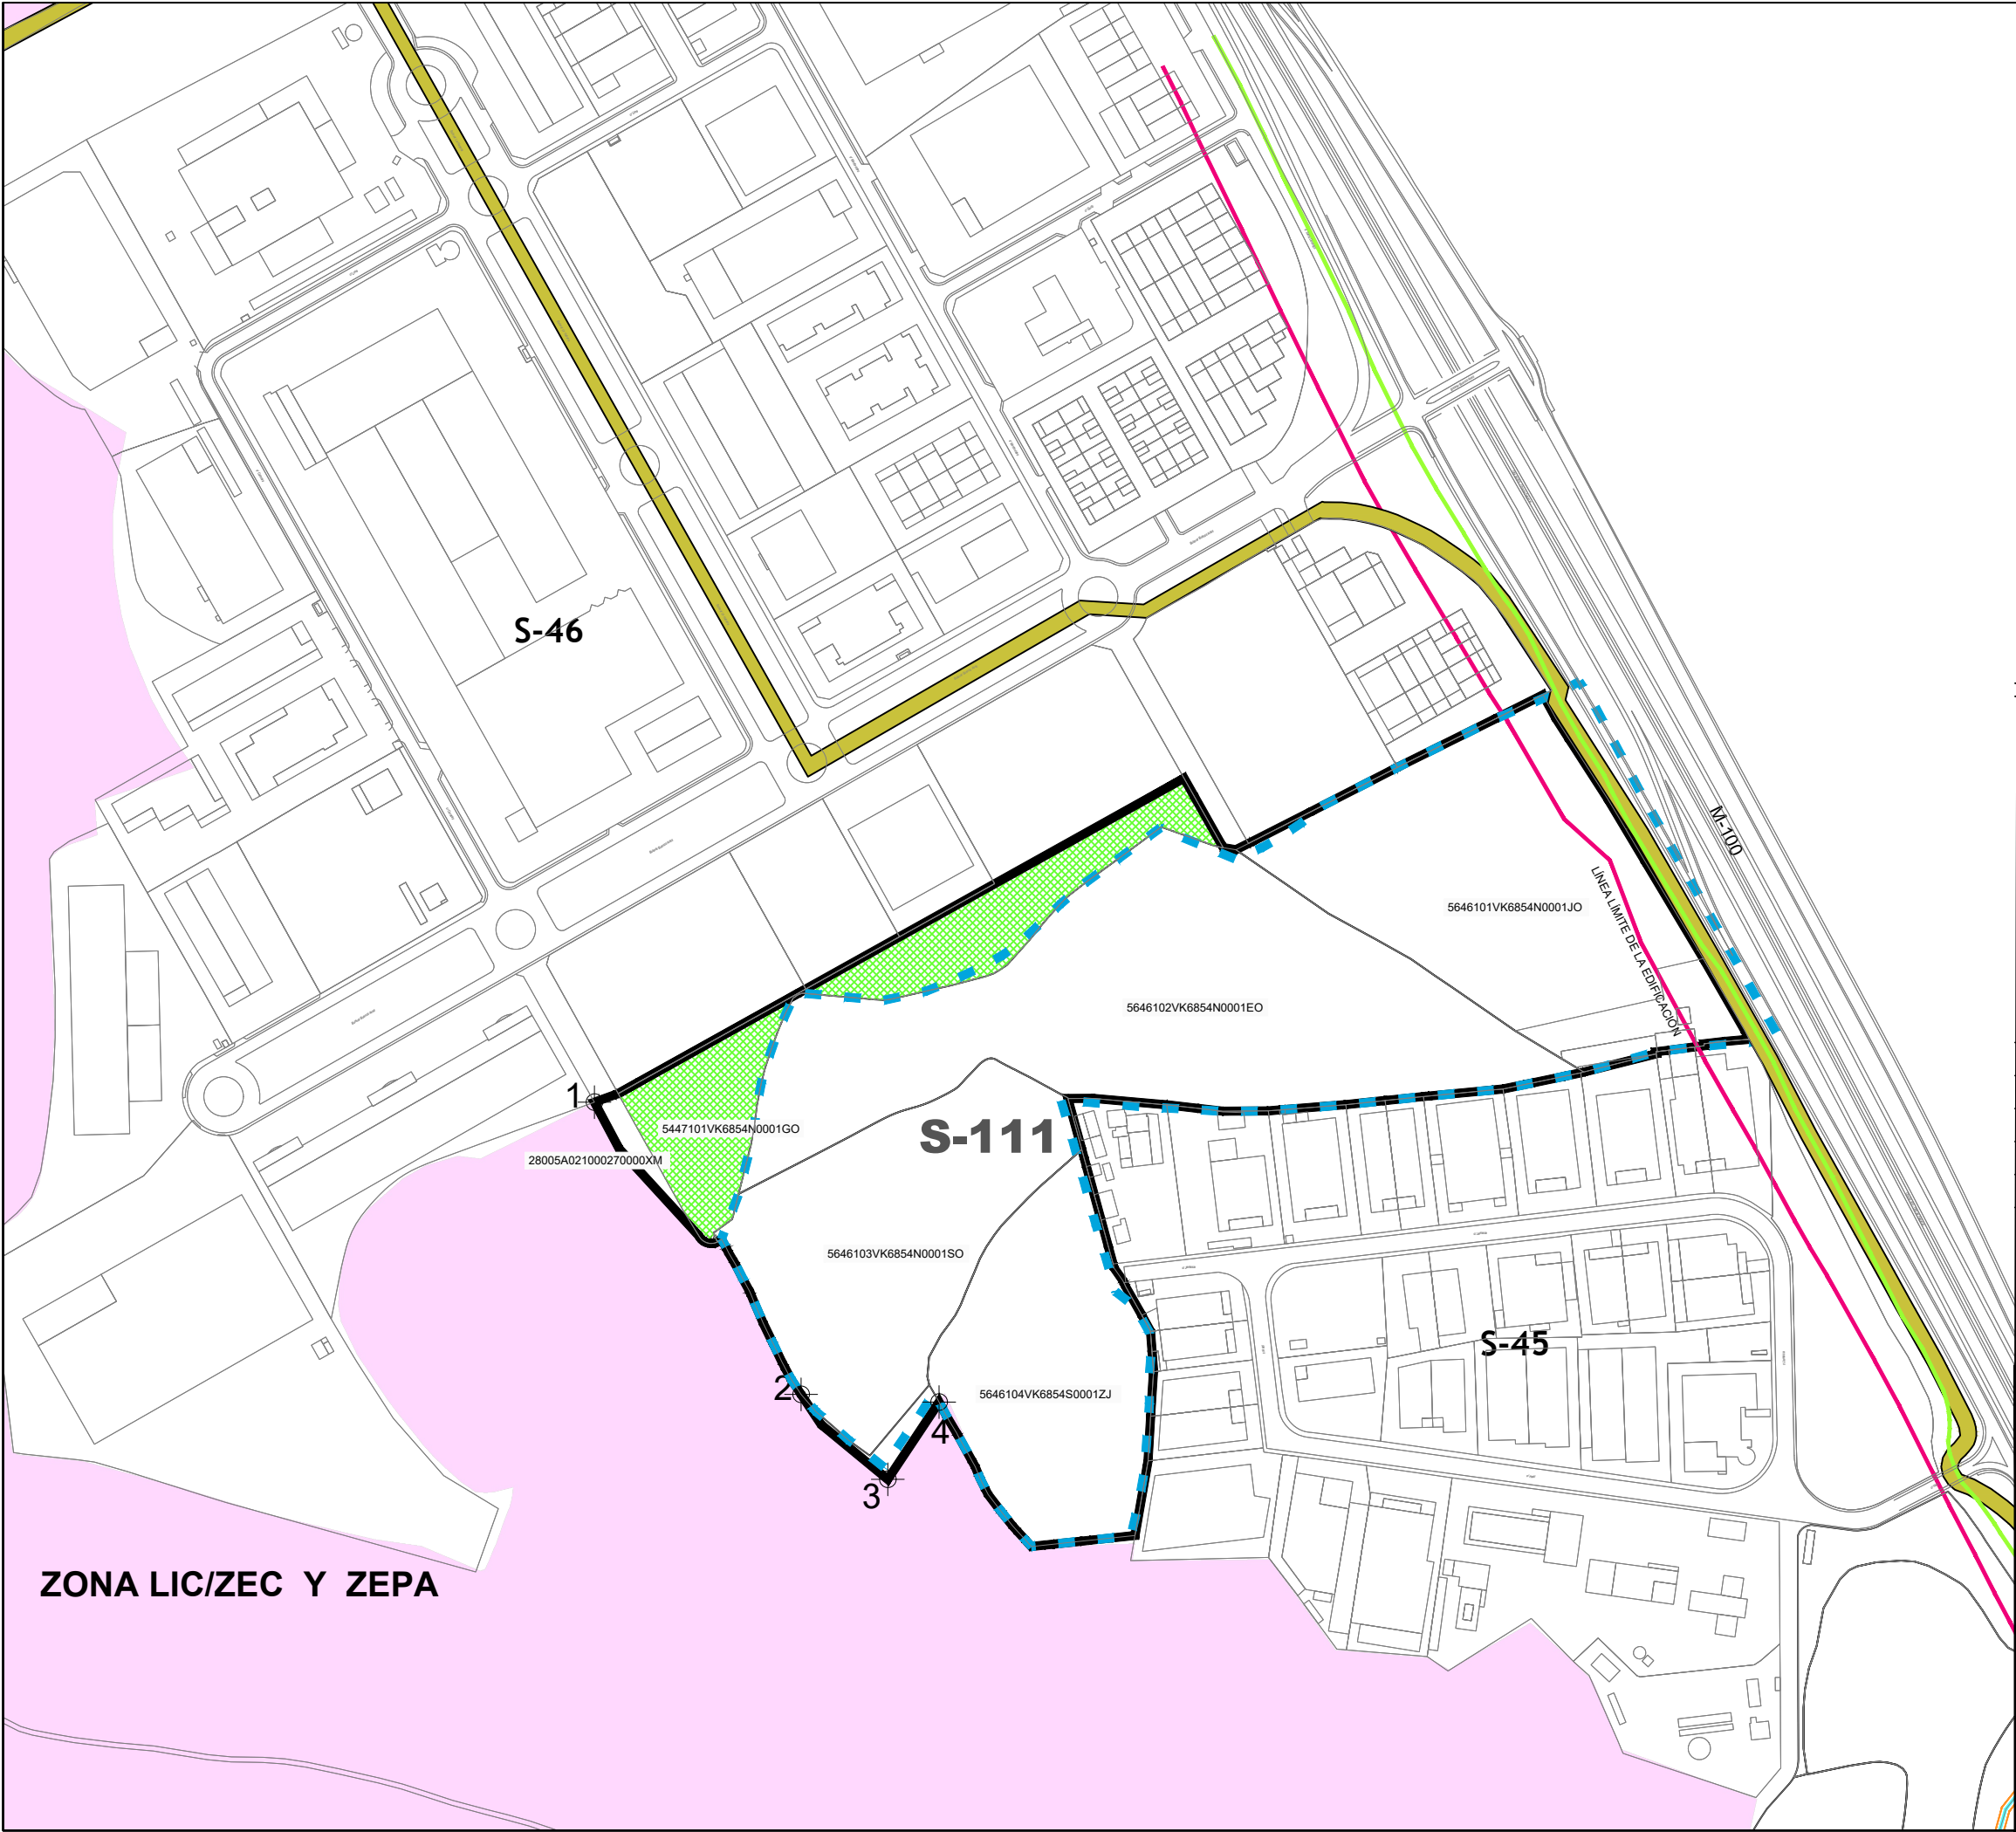 S-46
M-100
LÍNEA LÍMITE DE LA EDIFICACIÓN
5646101VK6854N0001JO
5646102VK6854N0001EO
1
5447101VK6854N0001GO
S-111
28005A021000270000XM
5646103VK6854N0001SO
S-45
2
5646104VK6854S0001ZJ
4
3
ZONA LIC/ZEC Y ZEPA